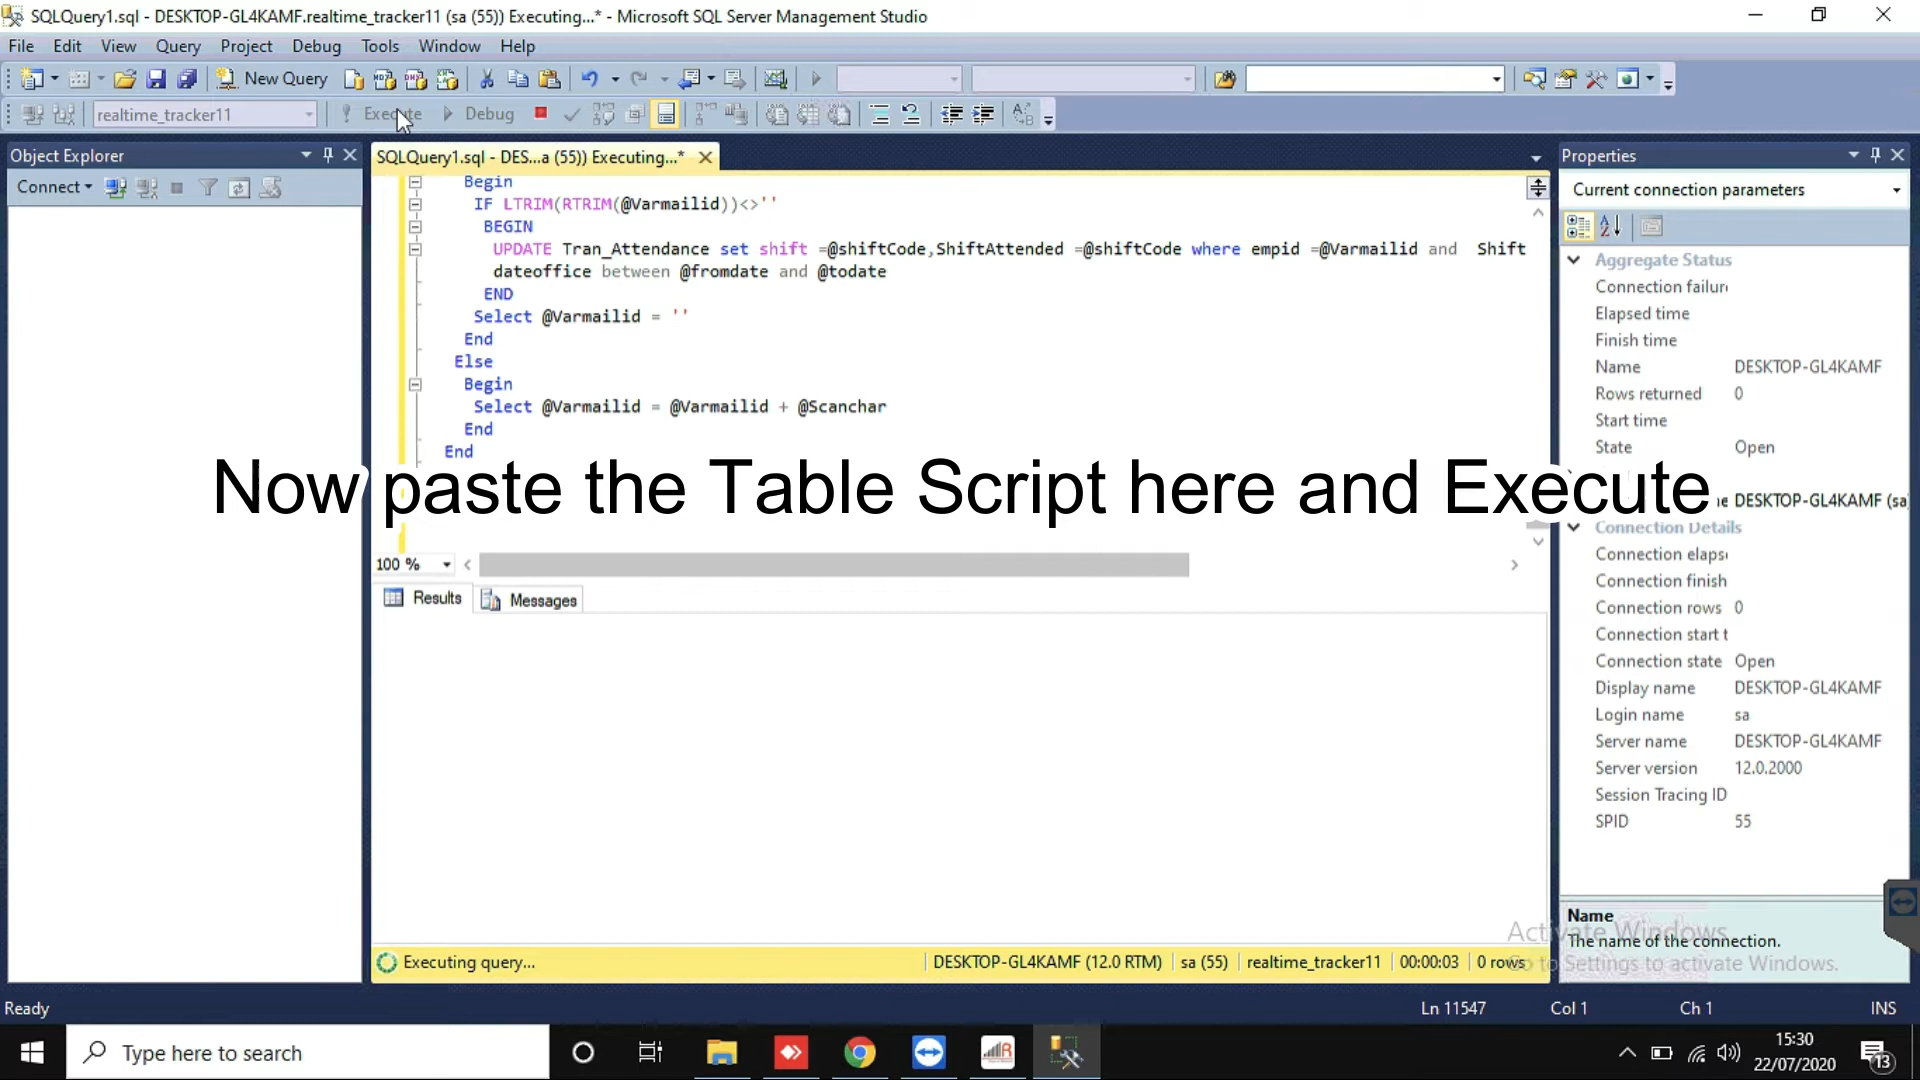 SQLQuery1.sql - DESKTOP-GL4KAMF.realtime_tracker11 (sa (55)) Executing...* - Microsoft SQL Server Management Studio
File Edit View Query Project Debug Tools Window Help
New Query
realtime_tracker11 Execute Debug
Object Explorer
Connect
SQLQuery1.sql - DES...a (55)) Executing...*
Begin
IF LTRIM(RTRIM(@Varmailid))<>''
BEGIN
UPDATE Tran_Attendance set shift =@shiftCode,ShiftAttended =@shiftCode where empid =@Varmailid and Shift
dateoffice between @fromdate and @todate
END
Select @Varmailid = ''
End
Else
Begin
Select @Varmailid = @Varmailid + @Scanchar
End
End
Now paste the Table Script here and Execute
100 %
Results Messages
Executing query...
DESKTOP-GL4KAMF (12.0 RTM) sa (55) realtime_tracker11 00:00:03 0 rows
Properties
Current connection parameters
Aggregate Status
Connection failur
Elapsed time
Finish time
Name DESKTOP-GL4KAMF
Rows returned 0
Start time
State Open
DESKTOP-GL4KAMF (sa
Connection Details
Connection elaps
Connection finish
Connection rows 0
Connection start t
Connection state Open
Display name DESKTOP-GL4KAMF
Login name sa
Server name DESKTOP-GL4KAMF
Server version 12.0.2000
Session Tracing ID
SPID 55
Name
The name of the connection.
Activate Windows
Go to Settings to activate Windows.
Ready Ln 11547 Col 1 Ch 1 INS
Type here to search
15:30
22/07/2020
13